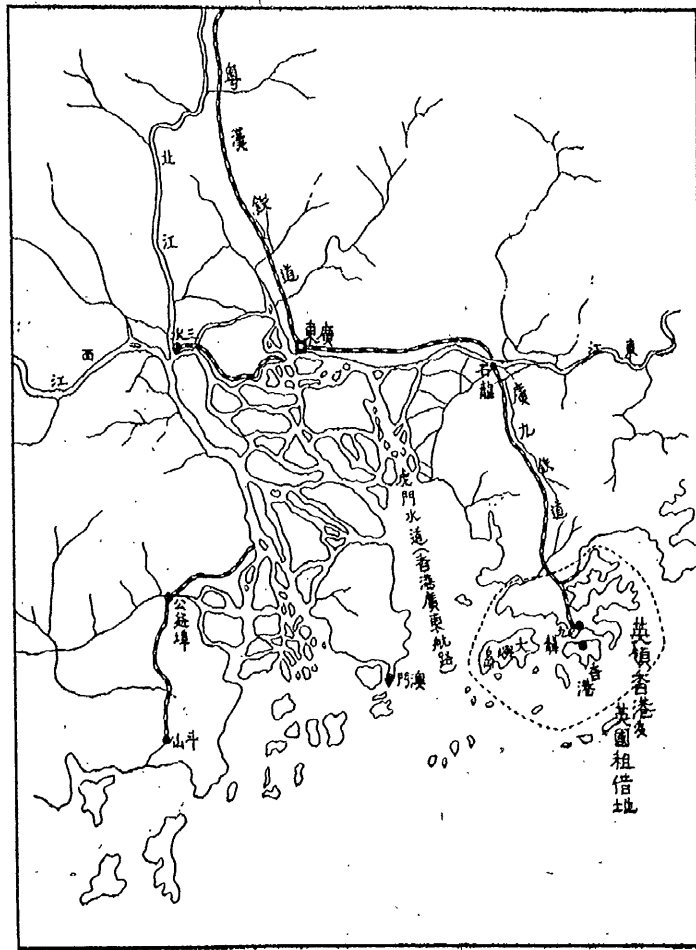 粤漢鉄道
北江
三水
廣東
西江
東江
石龍
廣九鉄道
虎門水道(香港廣東航路)
公益埠
斗山
澳門
大嶼島
九龍
香港
英領香港及
英國租借地